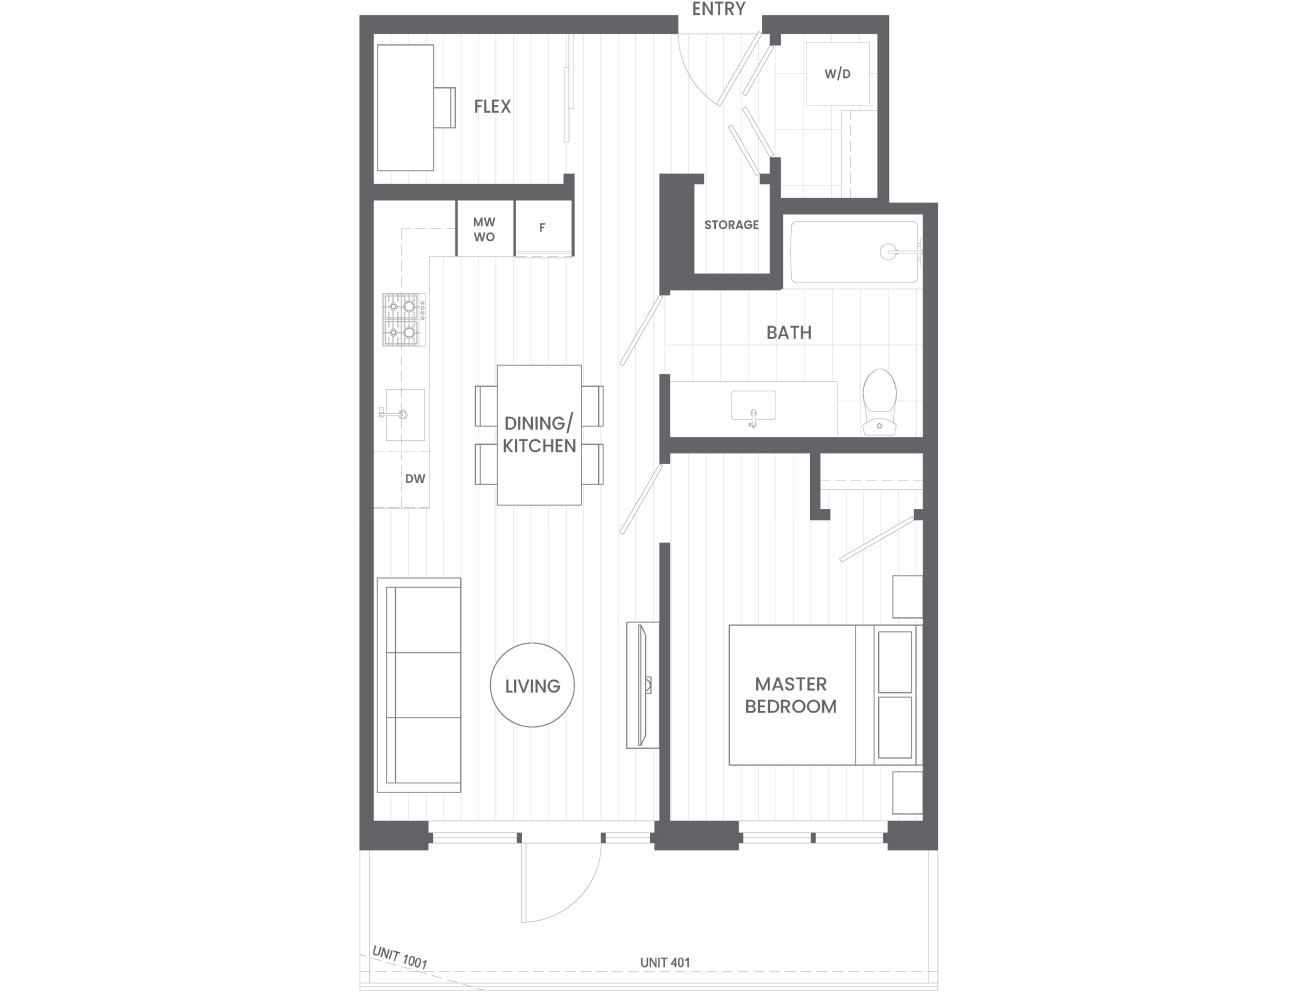 ENTRY
W/D
FLEX
MW
WO
F
STORAGE
BATH
DINING/
KITCHEN
DW
MASTER
BEDROOM
LIVING
UNIT 1001
UNIT 401